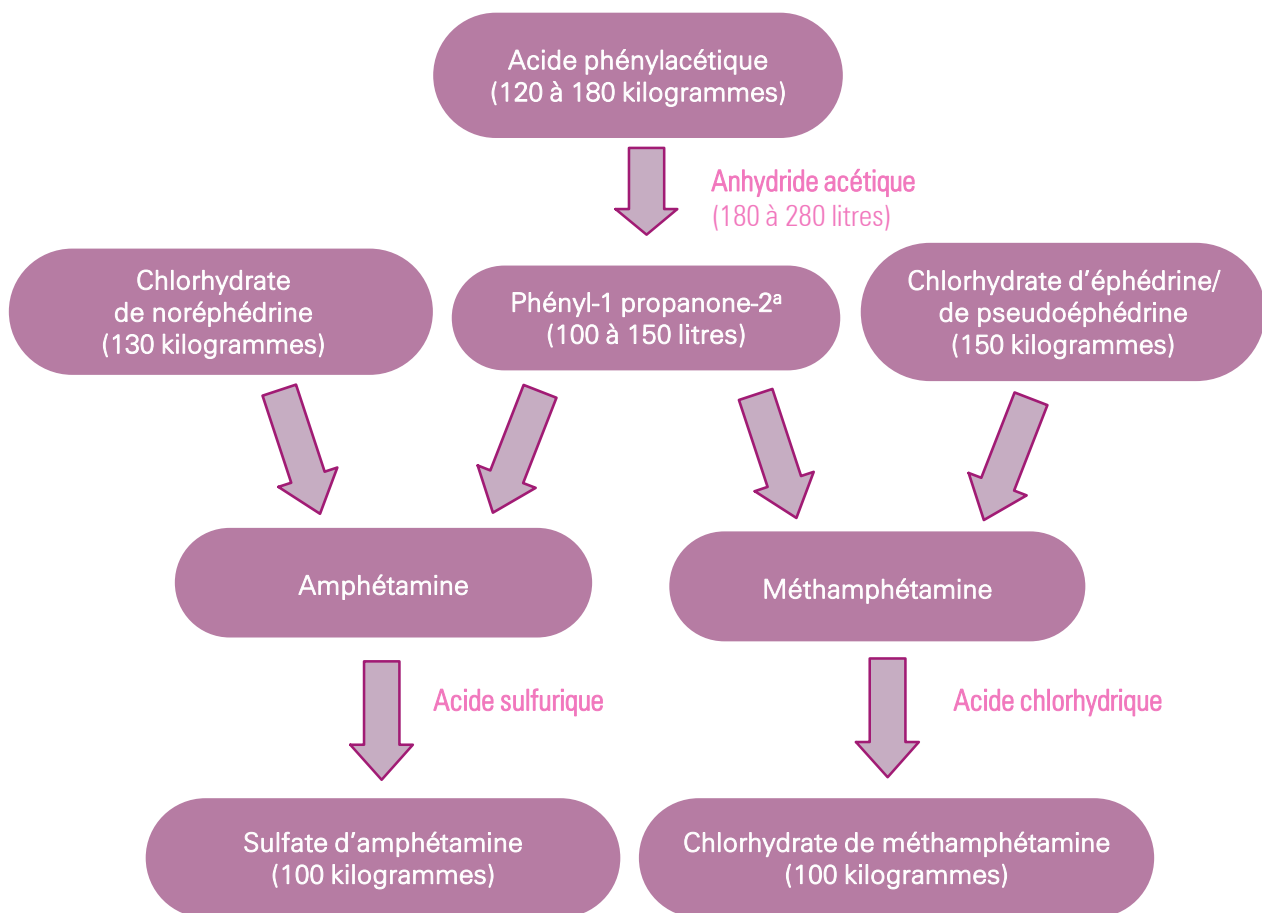 Acide phénylacétique
(120 à 180 kilogrammes)
Anhydride acétique
(180 à 280 litres)
Chlorhydrate
de noréphédrine
(130 kilogrammes)
Phényl-1 propanone-2ᵃ
(100 à 150 litres)
Chlorhydrate d’éphédrine/
de pseudoéphédrine
(150 kilogrammes)
Amphétamine
Méthamphétamine
Acide sulfurique
Acide chlorhydrique
Sulfate d’amphétamine
(100 kilogrammes)
Chlorhydrate de méthamphétamine
(100 kilogrammes)